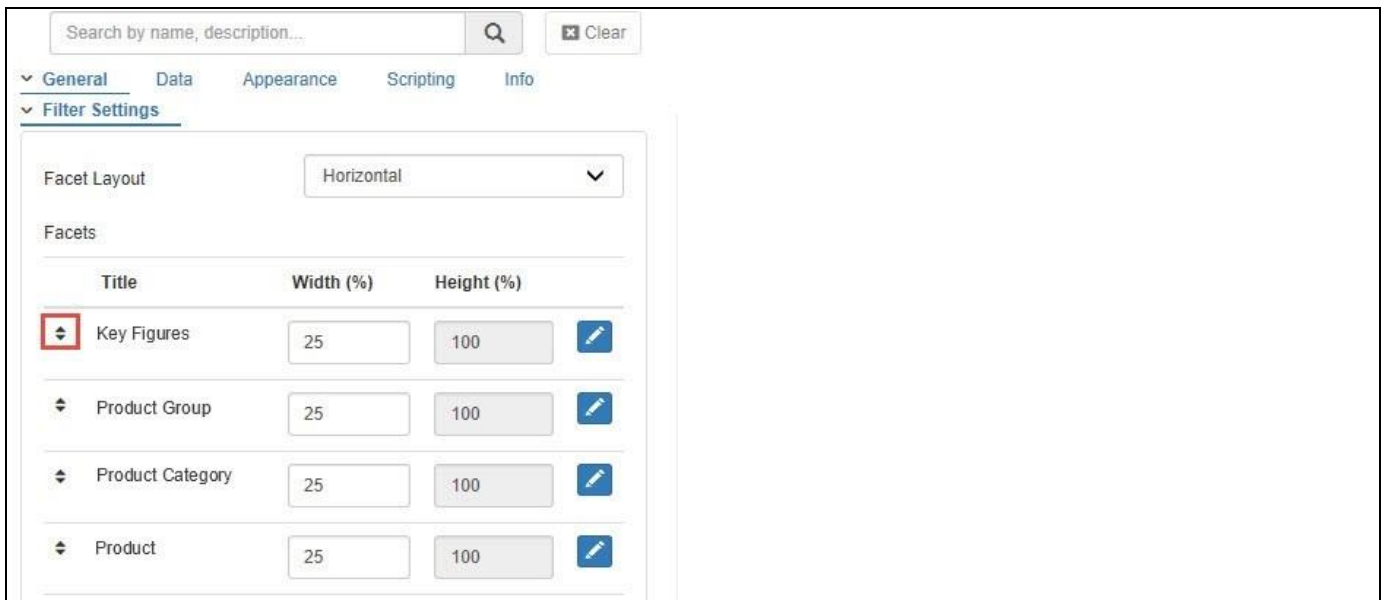 Search by name, description... Clear
General Data Appearance Scripting Info
Filter Settings
Facet Layout Horizontal
Facets
Title Width (%) Height (%)
Key Figures 25 100
Product Group 25 100
Product Category 25 100
Product 25 100